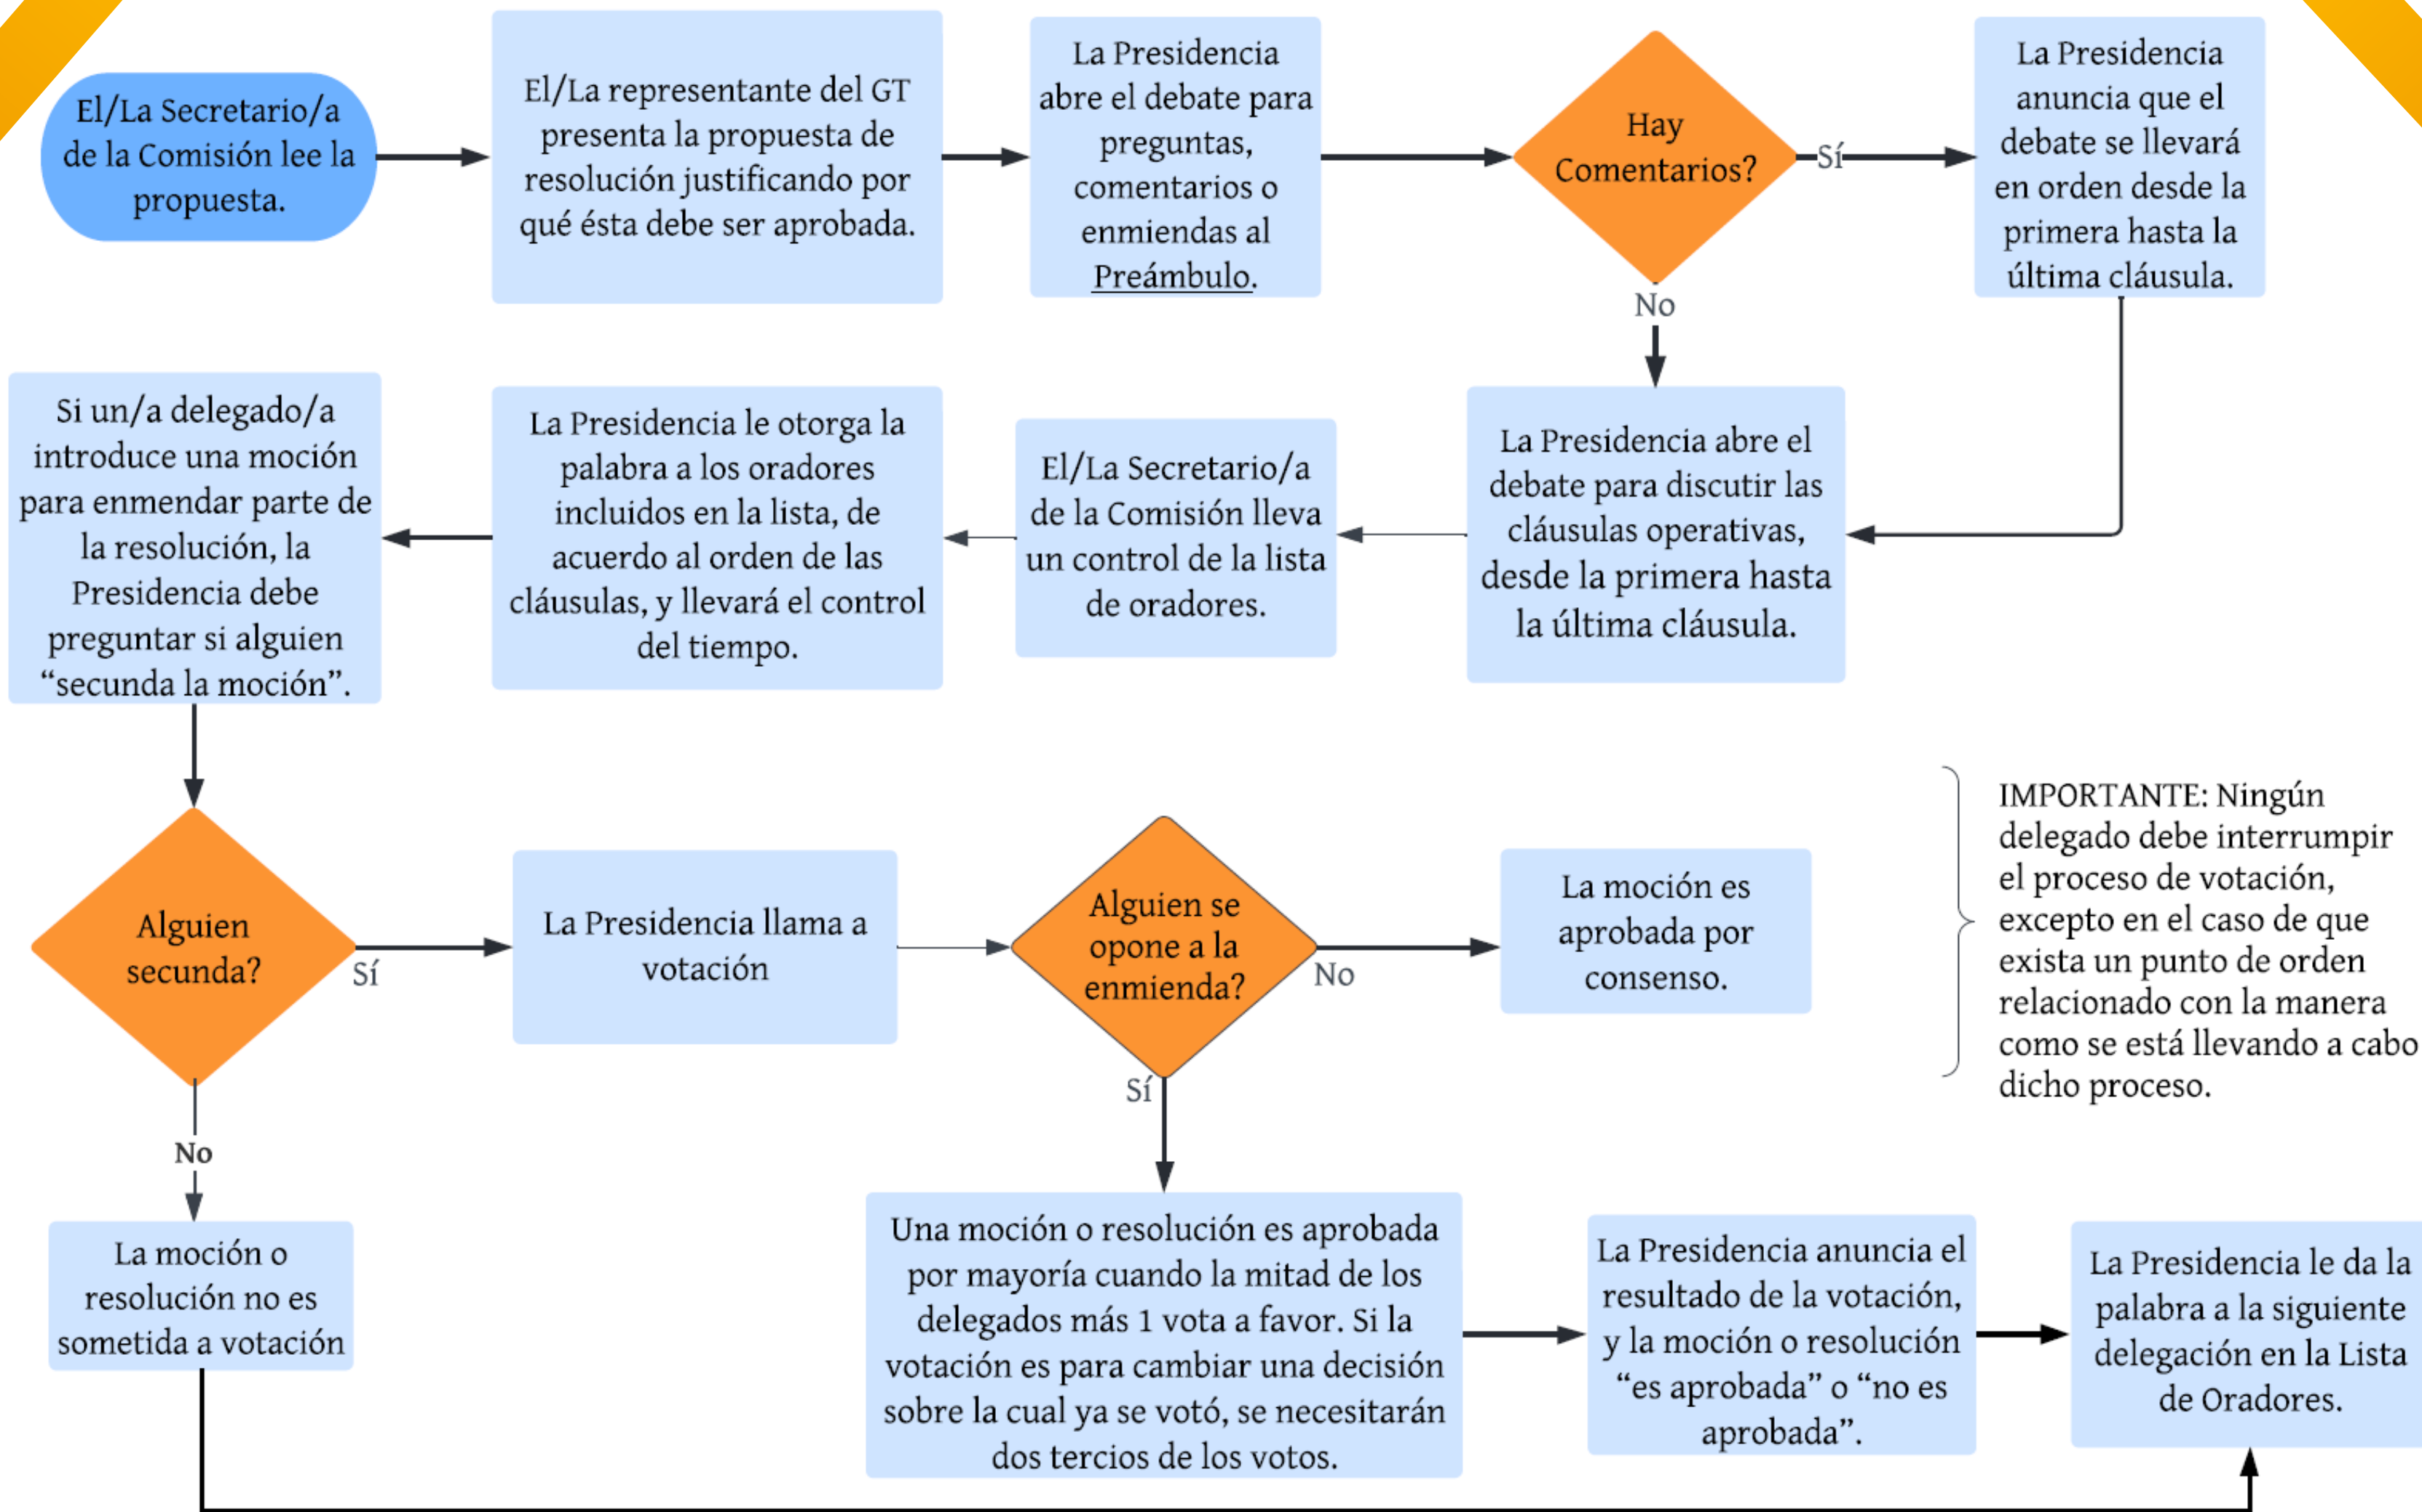 El/La Secretario/a
de la Comisión lee la
propuesta.
El/La representante del GT
presenta la propuesta de
resolución justificando por
qué ésta debe ser aprobada.
La Presidencia
abre el debate para
preguntas,
comentarios o
enmiendas al
Preámbulo.
Hay
Comentarios?
Sí
La Presidencia
anuncia que el
debate se llevará
en orden desde la
primera hasta la
última cláusula.
No
La Presidencia abre el
debate para discutir las
cláusulas operativas,
desde la primera hasta
la última cláusula.
El/La Secretario/a
de la Comisión lleva
un control de la lista
de oradores.
La Presidencia le otorga la
palabra a los oradores
incluidos en la lista, de
acuerdo al orden de las
cláusulas, y llevará el control
del tiempo.
Si un/a delegado/a
introduce una moción
para enmendar parte de
la resolución, la
Presidencia debe
preguntar si alguien
“secunda la moción”.
Alguien
secunda?
Sí
La Presidencia llama a
votación
Alguien se
opone a la
enmienda?
No
La moción es
aprobada por
consenso.
IMPORTANTE: Ningún
delegado debe interrumpir
el proceso de votación,
excepto en el caso de que
exista un punto de orden
relacionado con la manera
como se está llevando a cabo
dicho proceso.
No
La moción o
resolución no es
sometida a votación
Sí
Una moción o resolución es aprobada
por mayoría cuando la mitad de los
delegados más 1 vota a favor. Si la
votación es para cambiar una decisión
sobre la cual ya se votó, se necesitarán
dos tercios de los votos.
La Presidencia anuncia el
resultado de la votación,
y la moción o resolución
“es aprobada” o “no es
aprobada”.
La Presidencia le da la
palabra a la siguiente
delegación en la Lista
de Oradores.